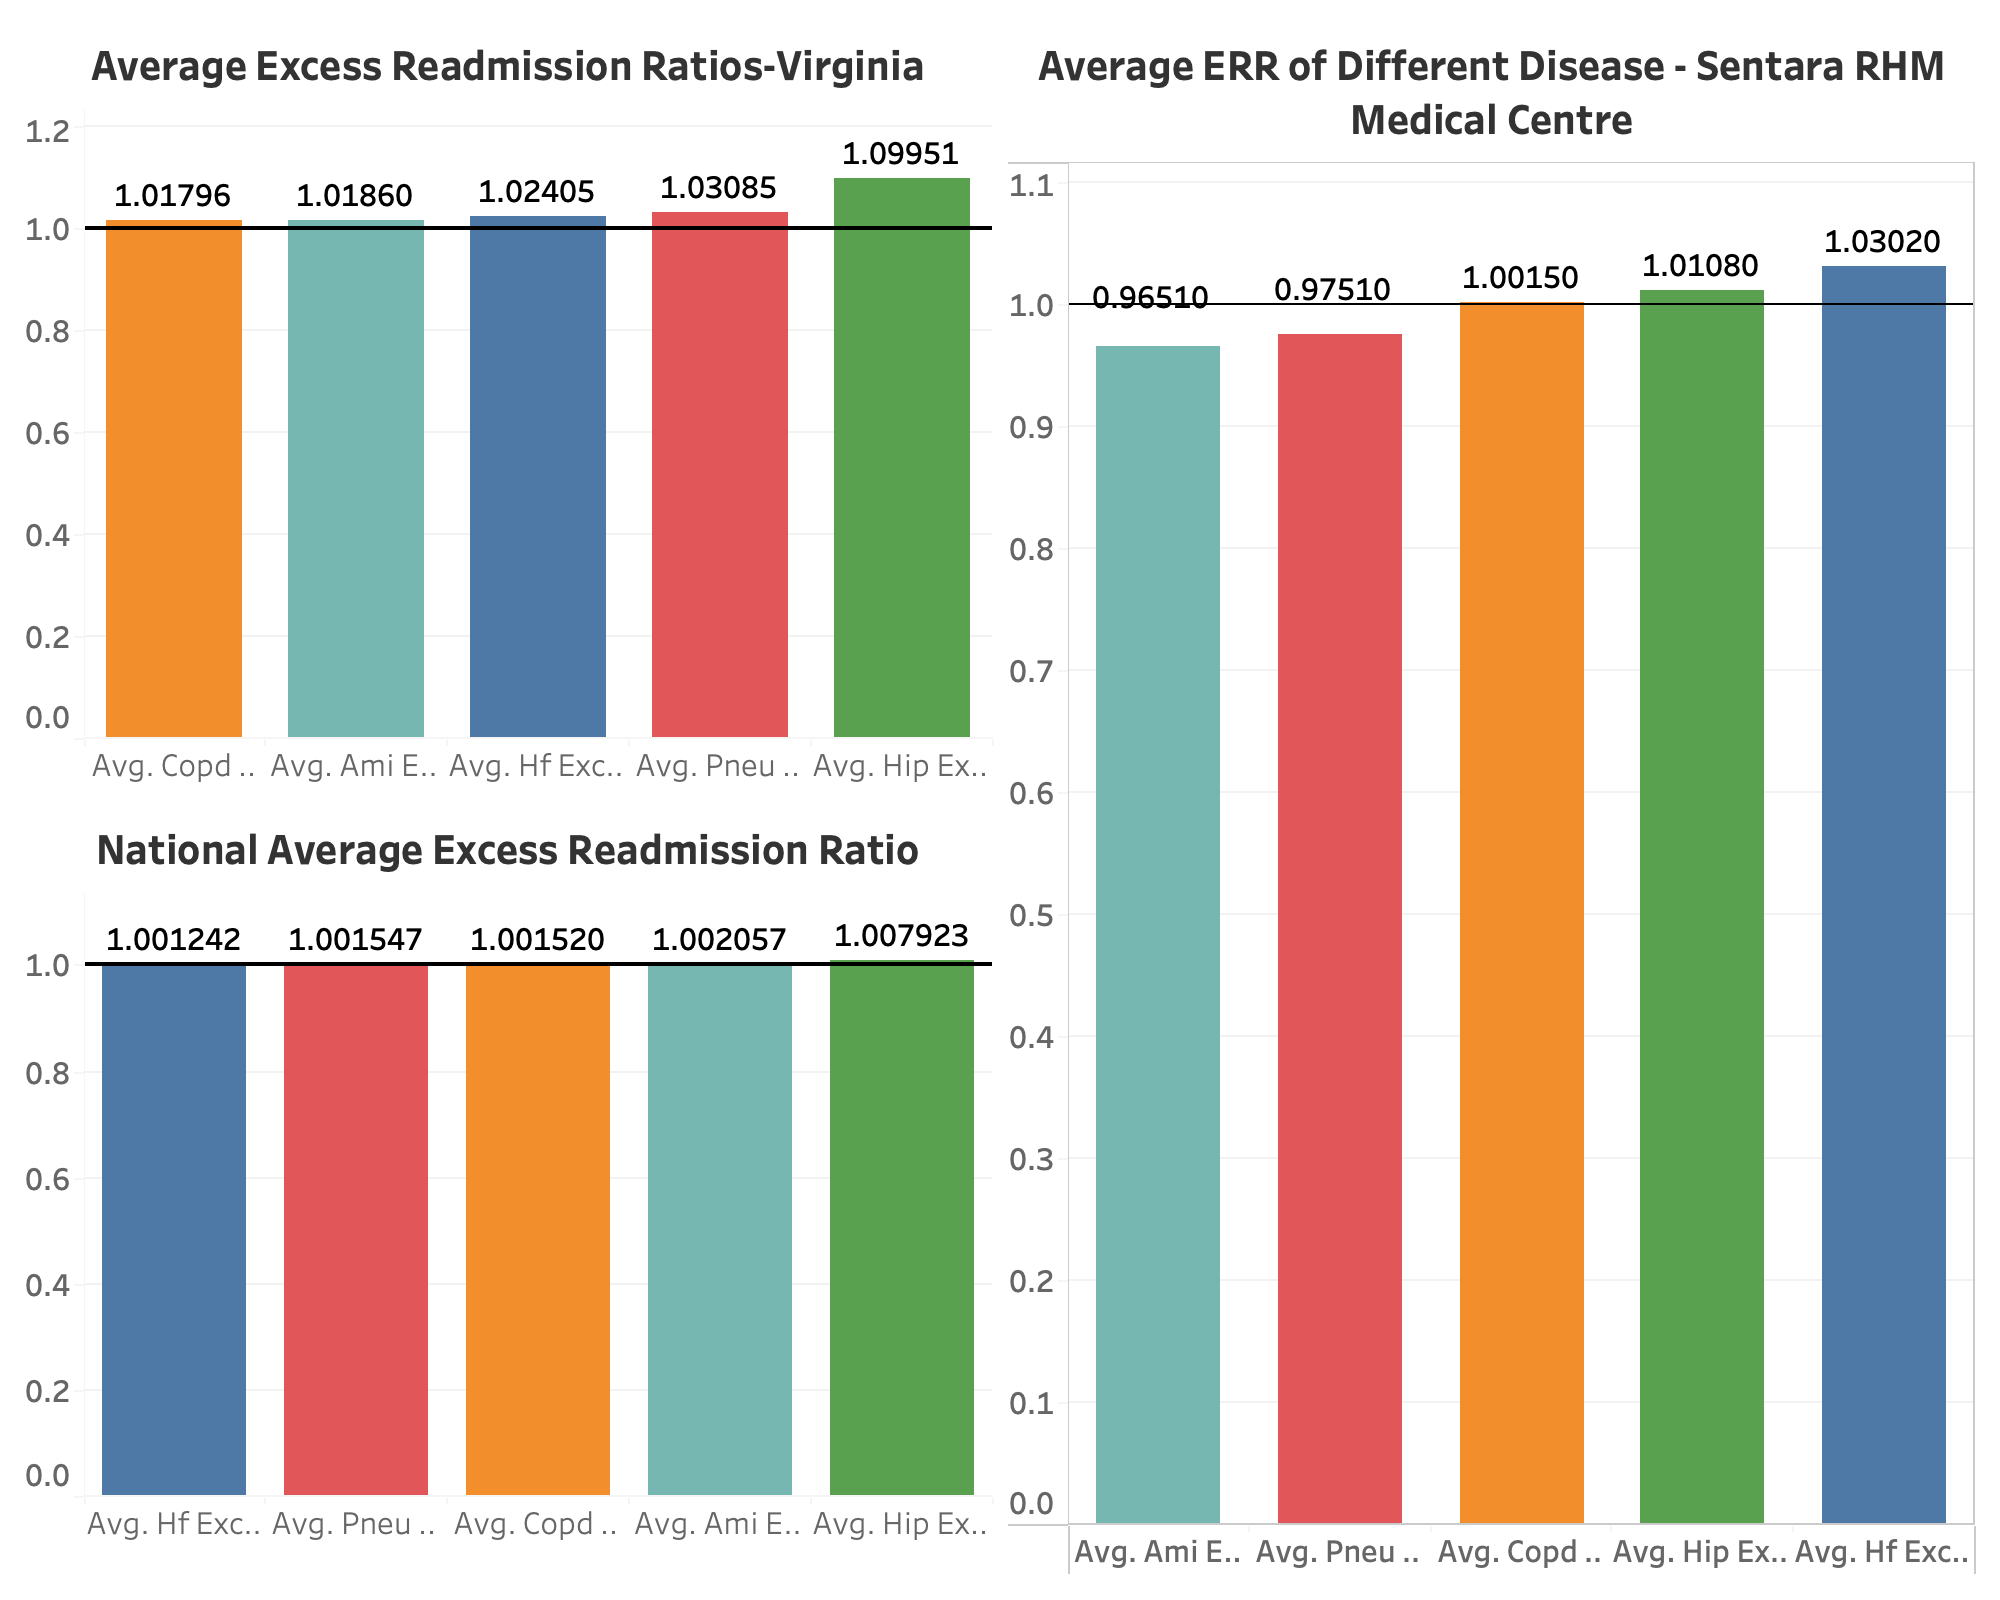 Average Excess Readmission Ratios-Virginia
1.2
1.0
0.8
0.6
0.4
0.2
0.0
1.01796 1.01860 1.02405 1.03085 1.09951
Avg. Copd .. Avg. Ami E.. Avg. Hf Exc.. Avg. Pneu .. Avg. Hip Ex..
National Average Excess Readmission Ratio
1.0
0.8
0.6
0.4
0.2
0.0
1.001242 1.001547 1.001520 1.002057 1.007923
Avg. Hf Exc.. Avg. Pneu .. Avg. Copd .. Avg. Ami E.. Avg. Hip Ex..
Average ERR of Different Disease - Sentara RHM
Medical Centre
1.1
1.0
0.9
0.8
0.7
0.6
0.5
0.4
0.3
0.2
0.1
0.0
0.96510 0.97510 1.00150 1.01080 1.03020
Avg. Ami E.. Avg. Pneu .. Avg. Copd .. Avg. Hip Ex.. Avg. Hf Exc..